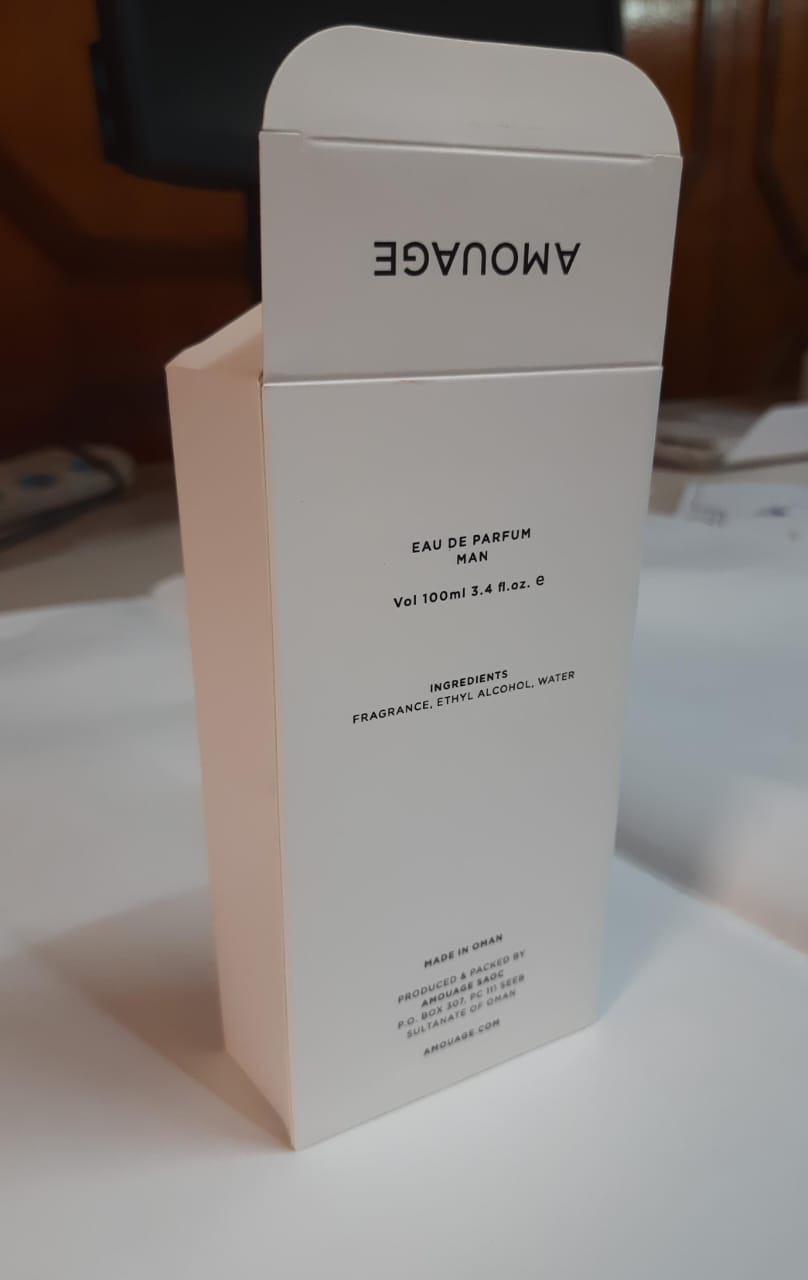 AMOUAGE
EAU DE PARFUM
MAN
Vol 100ml 3.4 fl.oz. e
INGREDIENTS
FRAGRANCE, ETHYL ALCOHOL, WATER
MADE IN OMAN
PRODUCED & PACKED BY
AMOUAGE SAOC
P.O. BOX 307, PC 111 SEEB
SULTANATE OF OMAN
AMOUAGE.COM